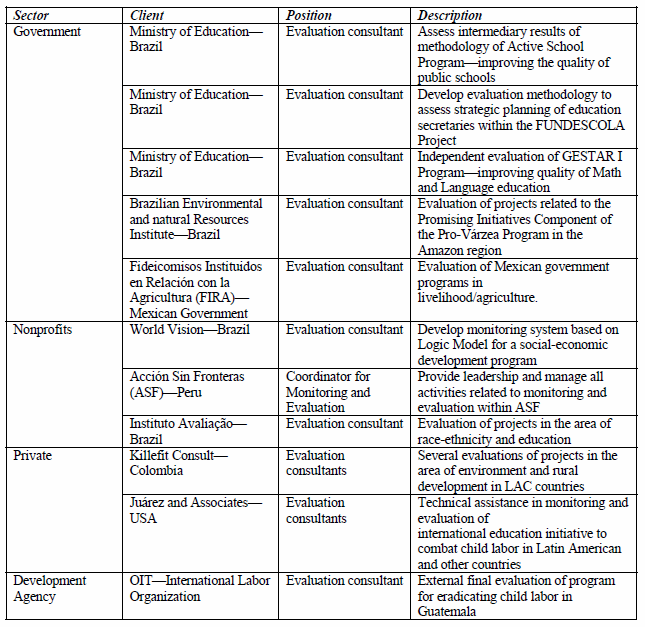 Sector Client Position Description
Government Ministry of Education— Evaluation consultant Assess intermediary results of
Brazil methodology of Active School
Program—improving the quality of
public schools
Ministry of Education— Evaluation consultant Develop evaluation methodology to
Brazil assess strategic planning of education
secretaries within the FUNDESCOLA
Project
Ministry of Education— Evaluation consultant Independent evaluation of GESTAR I
Brazil Program—improving quality of Math
and Language education
Brazilian Environmental Evaluation consultant Evaluation of projects related to the
and natural Resources Promising Initiatives Component of
Institute—Brazil the Pro-Várzea Program in the
Amazon region
Fideicomisos Instituidos Evaluation consultant Evaluation of Mexican government
en Relación con la programs in
Agricultura (FIRA)— livelihood/agriculture.
Mexican Government
Nonprofits World Vision—Brazil Evaluation consultant Develop monitoring system based on
Logic Model for a social-economic
development program
Acción Sin Fronteras Coordinator for Provide leadership and manage all
(ASF)—Peru Monitoring and activities related to monitoring and
Evaluation evaluation within ASF
Instituto Avaliação— Evaluation consultant Evaluation of projects in the area of
Brazil race-ethnicity and education
Private Killefit Consult— Evaluation Several evaluations of projects in the
Colombia consultants area of environment and rural
development in LAC countries
Juárez and Associates— Evaluation Technical assistance in monitoring and
USA consultants evaluation of
international education initiative to
combat child labor in Latin American
and other countries
Development OIT—International Labor Evaluation consultant External final evaluation of program
Agency Organization for eradicating child labor in
Guatemala